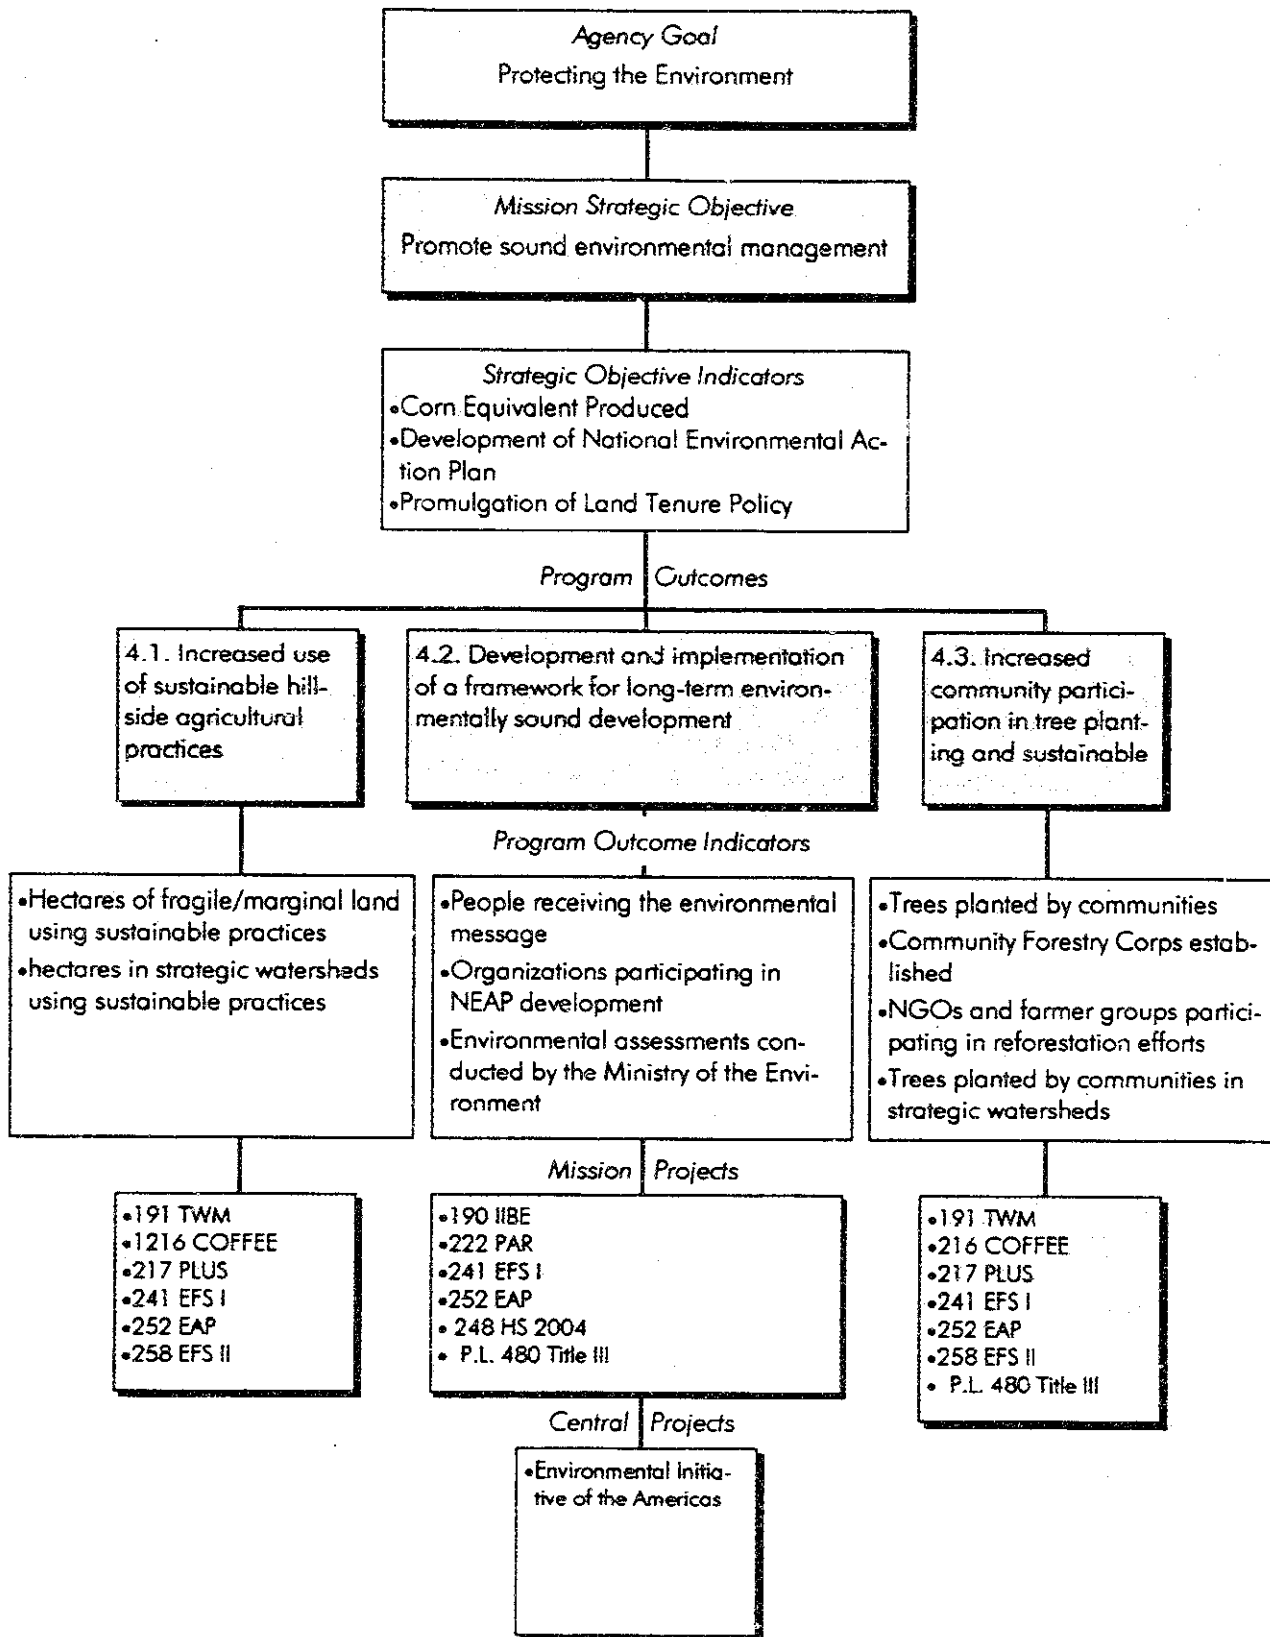 Agency Goal
Protecting the Environment
Mission Strategic Objective
Promote sound environmental management
Strategic Objective Indicators
•Corn Equivalent Produced
•Development of National Environmental Ac-
tion Plan
•Promulgation of Land Tenure Policy
Program Outcomes
4.1. Increased use
of sustainable hill-
side agricultural
practices
4.2. Development and implementation
of a framework for long-term environ-
mentally sound development
4.3. Increased
community partici-
pation in tree plant-
ing and sustainable
Program Outcome Indicators
•Hectares of fragile/marginal land
using sustainable practices
•hectares in strategic watersheds
using sustainable practices
•People receiving the environmental
message
•Organizations participating in
NEAP development
•Environmental assessments con-
ducted by the Ministry of the Envi-
ronment
•Trees planted by communities
•Community Forestry Corps estab-
lished
•NGOs and farmer groups partici-
pating in reforestation efforts
•Trees planted by communities in
strategic watersheds
Mission Projects
•191 TWM
•1216 COFFEE
•217 PLUS
•241 EFS I
•252 EAP
•258 EFS II
•190 IIBE
•222 PAR
•241 EFS I
•252 EAP
• 248 HS 2004
• P.L. 480 Title III
•191 TWM
•216 COFFEE
•217 PLUS
•241 EFS I
•252 EAP
•258 EFS II
• P.L. 480 Title III
Central Projects
•Environmental Initia-
tive of the Americas